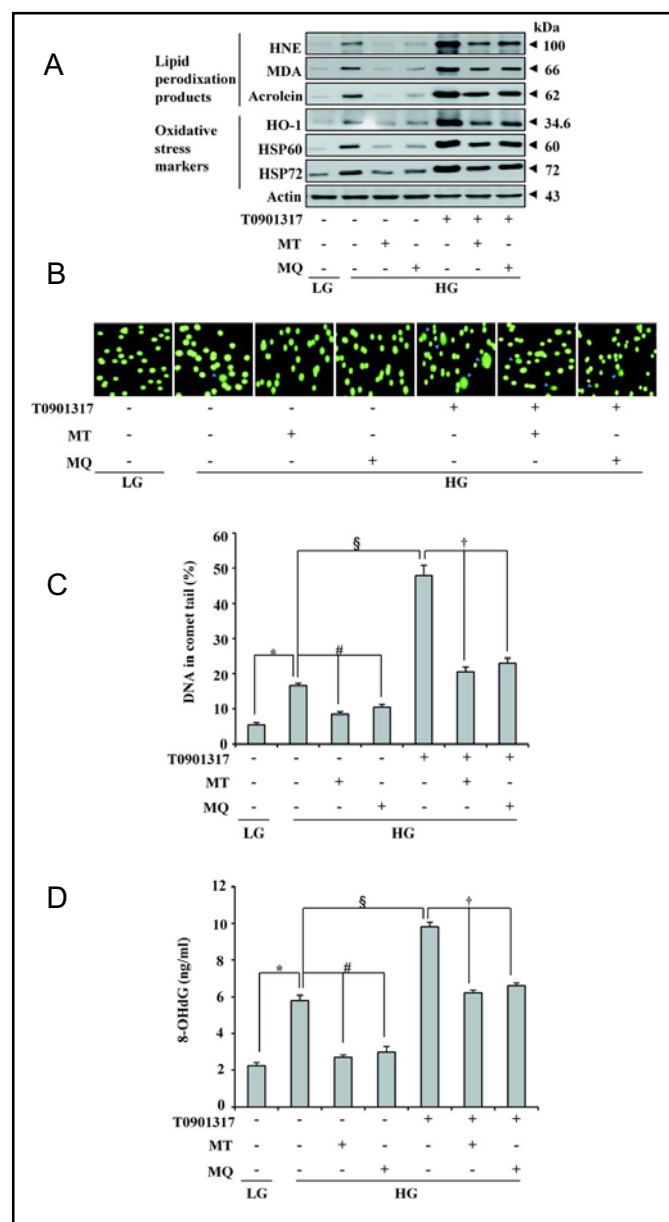 A
kDa
Lipid
perodixation
products
HNE
100
MDA
66
Acrolein
62
Oxidative
stress
markers
HO-1
34.6
HSP60
60
HSP72
72
Actin
43
T0901317 - - - - + + +
MT - - + - - + -
MQ - - - + - - +
LG HG
B
T0901317 - - - - + + +
MT - - + - - + -
MQ - - - + - - +
LG HG
C
DNA in comet tail (%)
60
50
40
30
20
10
0
* § # †
T0901317 - - - - + + +
MT - - + - - + -
MQ - - - + - - +
LG HG
D
8-OHdG (ng/ml)
12
10
8
6
4
2
0
* § # †
T0901317 - - - - + + +
MT - - + - - + -
MQ - - - + - - +
LG HG